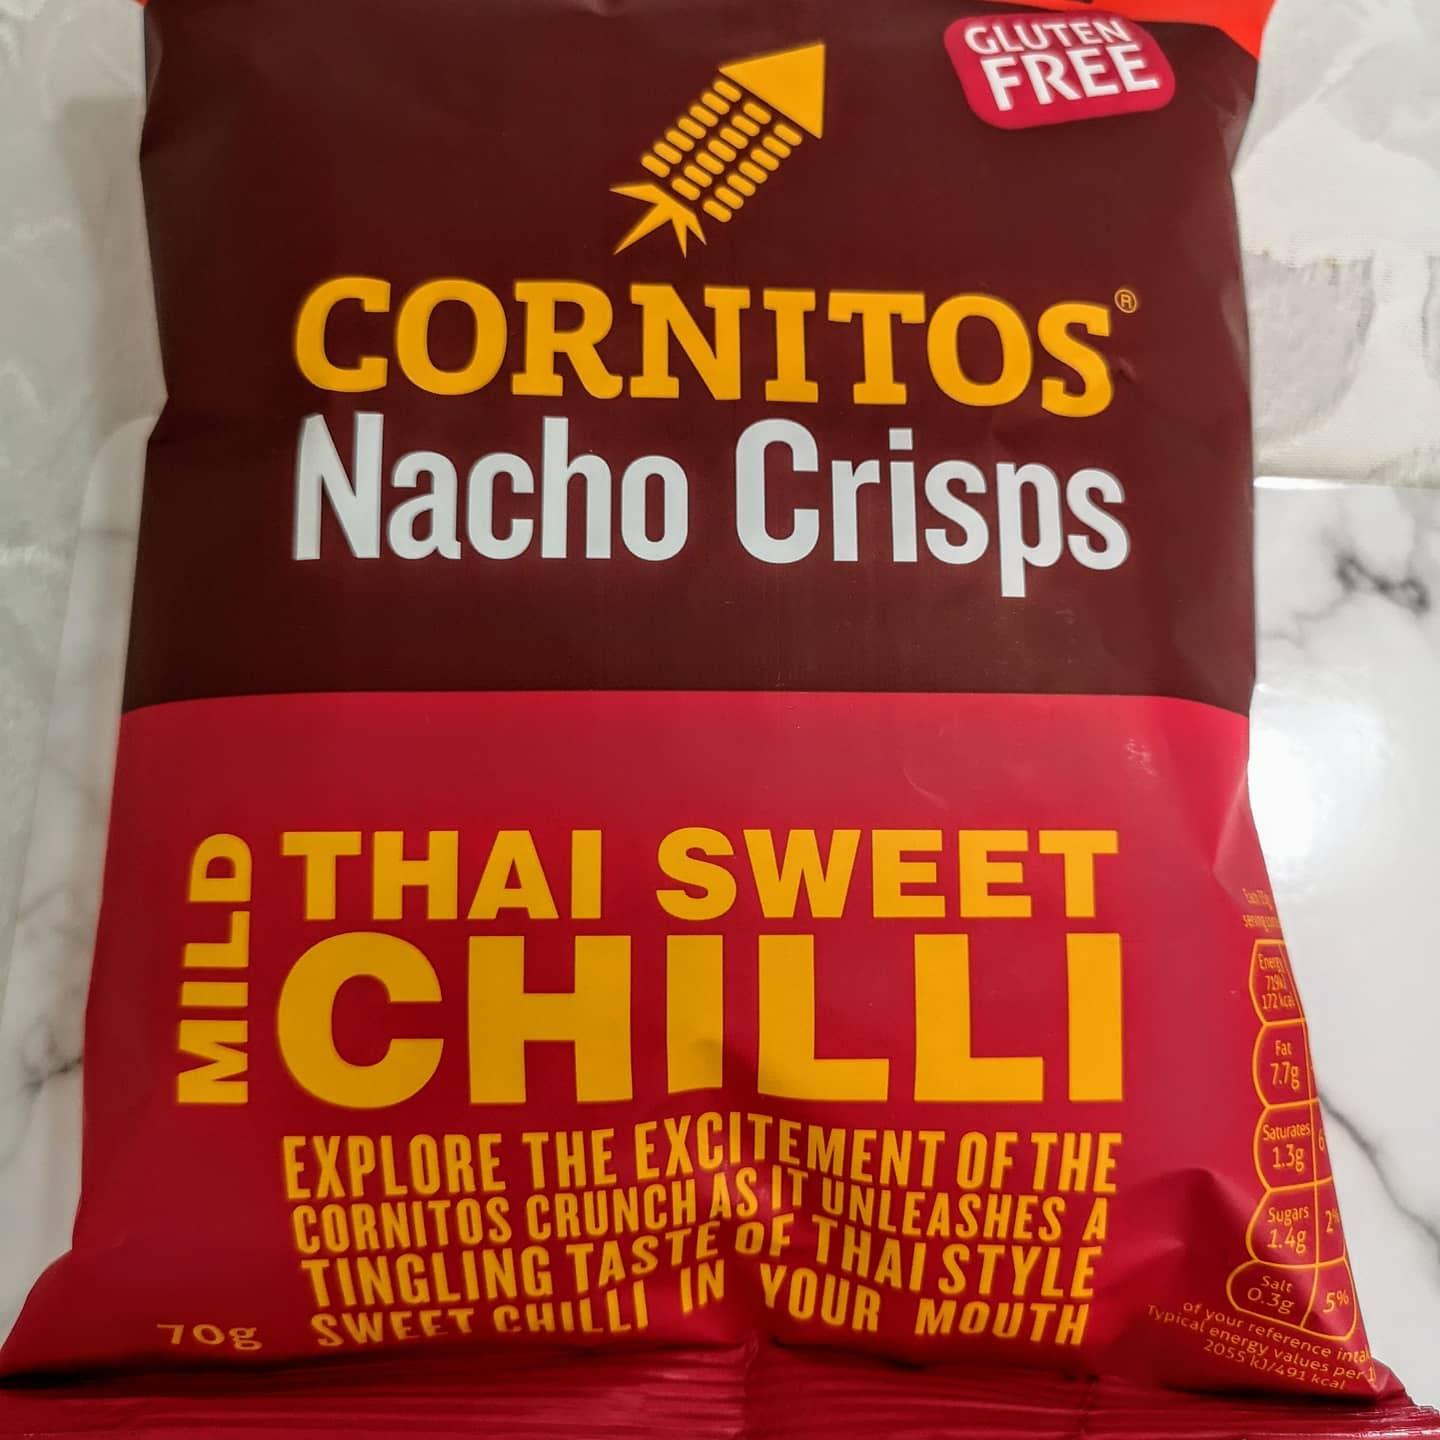 GLUTEN
FREE
CORNITOS®
Nacho Crisps
MILD
THAI SWEET
CHILLI
EXPLORE THE EXCITEMENT OF THE
CORNITOS CRUNCH AS IT UNLEASHES A
TINGLING TASTE OF THAI STYLE
SWEET CHILLI IN YOUR MOUTH
70g
Energy
719kJ
172 kcal
Fat
7.7g
Saturates
1.3g
Sugars
1.4g 2%
Salt
0.3g 5%
of your reference
Typical energy values per
2055 kJ/491 kcal